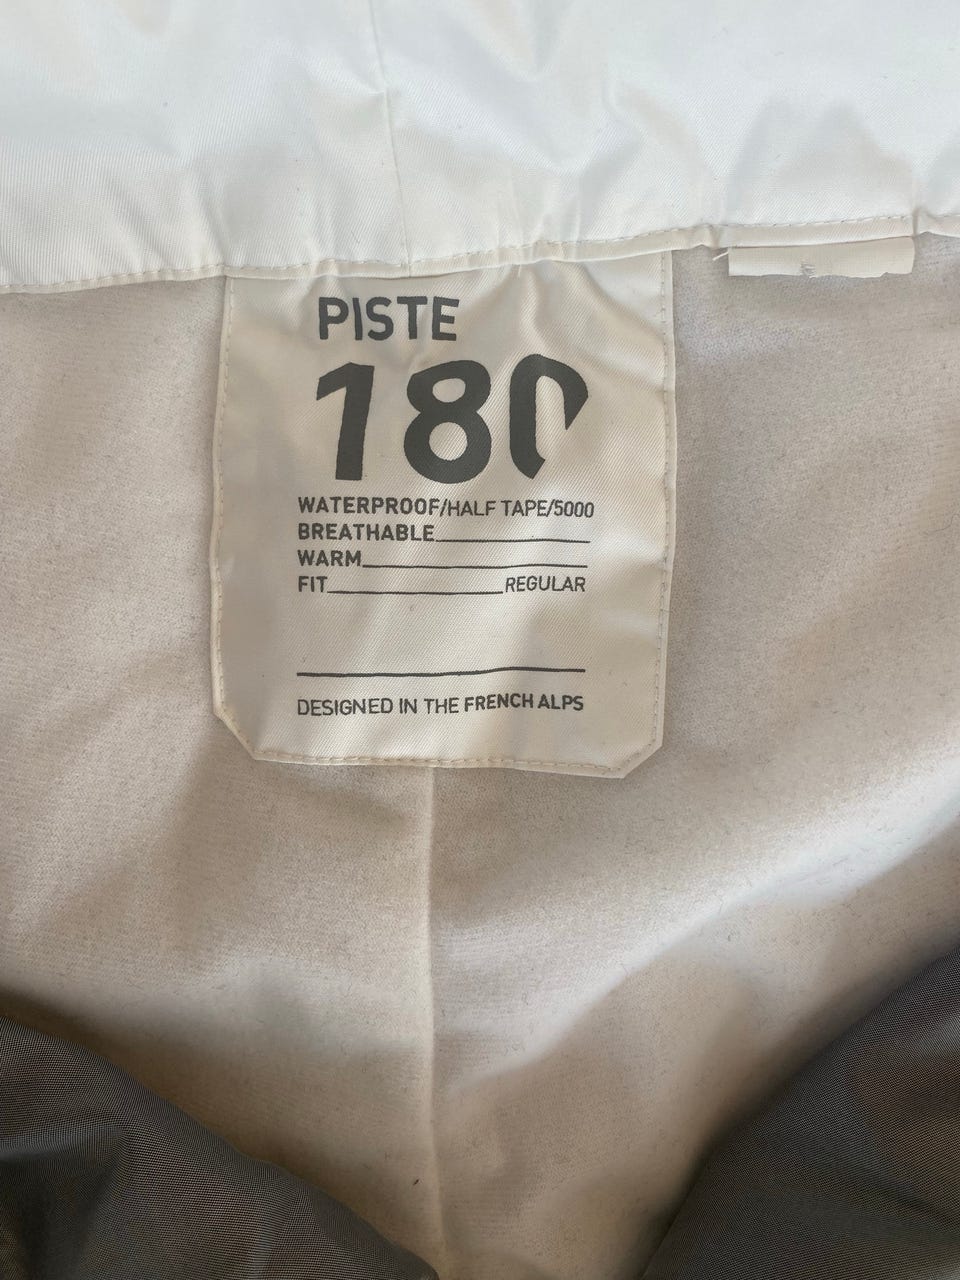 PISTE
180
WATERPROOF/HALF TAPE/5000
BREATHABLE
WARM
FIT REGULAR
DESIGNED IN THE FRENCH ALPS